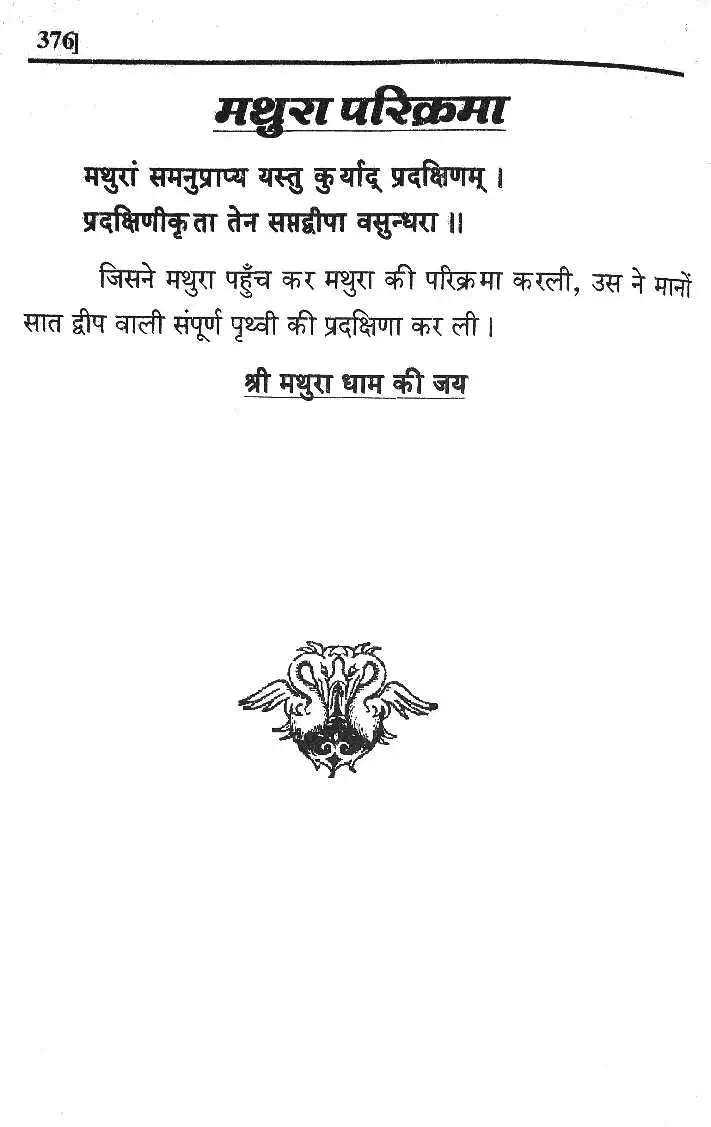 376]
मथुरा परिक्रमा
मथुरां समनुप्राप्य यस्तु कुर्याद् प्रदक्षिणम् ।
प्रदक्षिणीकृता तेन सप्तद्वीपा वसुन्धरा ॥
जिसने मथुरा पहुँच कर मथुरा की परिक्रमा करली, उस ने मानों
सात द्वीप वाली संपूर्ण पृथ्वी की प्रदक्षिणा कर ली ।
श्री मथुरा धाम की जय